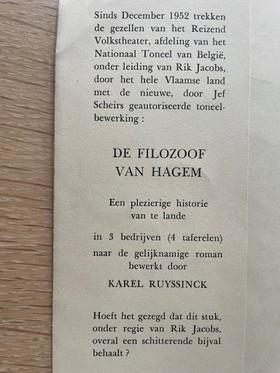 Sinds December 1952 trekken
de gezellen van het Reizend
Volkstheater, afdeling van het
Nationaal Toneel van België,
onder leiding van Rik Jacobs,
door het hele Vlaamse land
met de nieuwe, door Jef
Scheirs geautoriseerde toneel-
bewerking :
DE FILOZOOF
VAN HAGEM
Een plezierige historie
van te lande
in 3 bedrijven (4 taferelen)
naar de gelijknamige roman
bewerkt door
KAREL RUYSSINCK
Hoeft het gezegd dat dit stuk,
onder regie van Rik Jacobs,
overal een schitterende bijval
behaalt ?